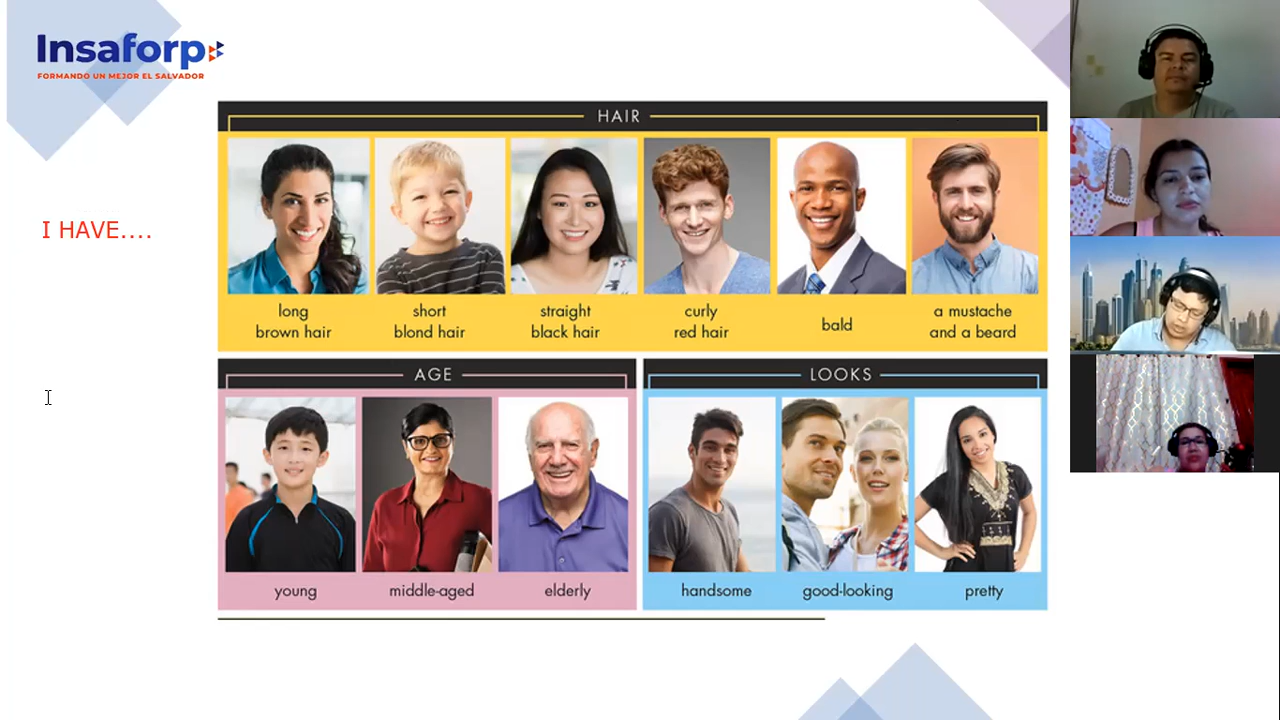 Insaforp
FORMANDO UN MEJOR EL SALVADOR
I HAVE....
HAIR
long
brown hair
short
blond hair
straight
black hair
curly
red hair
bald
a mustache
and a beard
AGE
young
middle-aged
elderly
LOOKS
handsome
good-looking
pretty